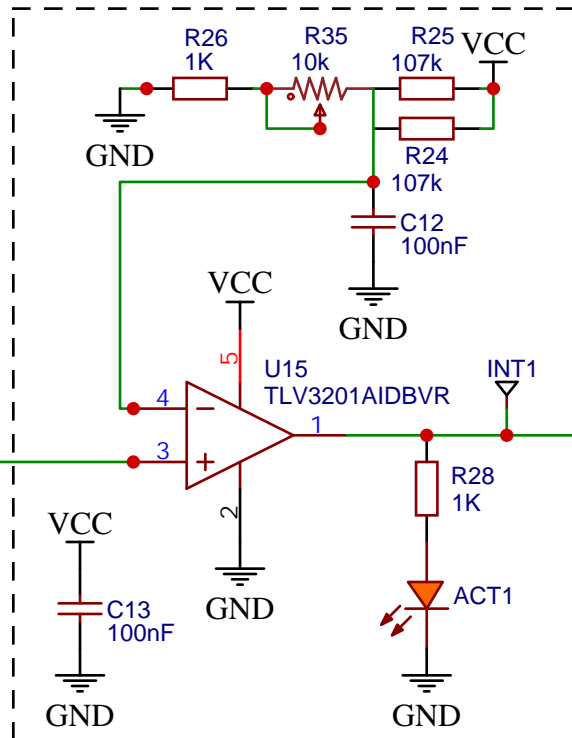 R26
1K
R35
10k
R25
107k
VCC
GND
R24
107k
C12
100nF
GND
VCC
5
U15
TLV3201AIDBVR
INT1
4
1
3
R28
1K
2
VCC
GND
C13
100nF
ACT1
GND
GND